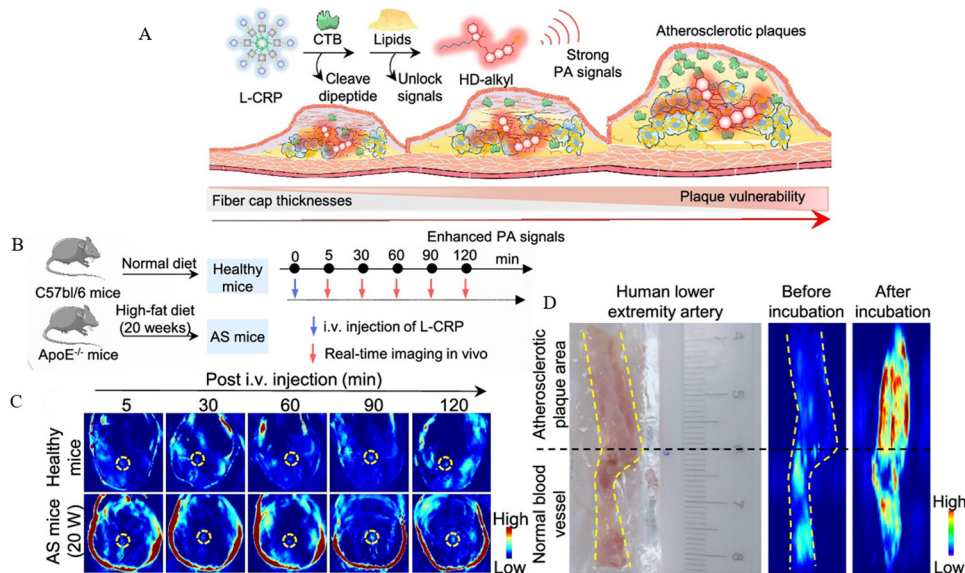 A
CTB
Lipids
Strong
PA signals
Atherosclerotic plaques
L-CRP
Cleave
dipeptide
Unlock
signals
HD-alkyl
Fiber cap thicknesses
Plaque vulnerability
Enhanced PA signals
B
C57bl/6 mice
Normal diet
Healthy
mice
0 5 30 60 90 120 min
ApoE-/- mice
High-fat diet
(20 weeks)
AS mice
i.v. injection of L-CRP
Real-time imaging in vivo
C
Post i.v. injection (min)
5 30 60 90 120
Healthy
mice
AS mice
(20 W)
High
Low
D
Human lower
extremity artery
Before
incubation
After
incubation
Atherosclerotic
plaque area
Normal blood
vessel
4
5
6
7
8
High
Low